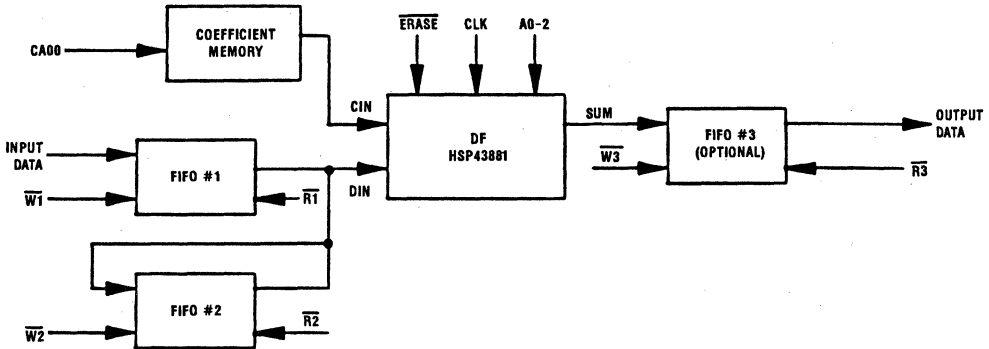 COEFFICIENT
MEMORY
CA00
ERASE
CLK
A0-2
CIN
DF
HSP43881
SUM
FIFO #3
(OPTIONAL)
OUTPUT
DATA
W3
R3
INPUT
DATA
FIFO #1
W1
R1
DIN
FIFO #2
W2
R2